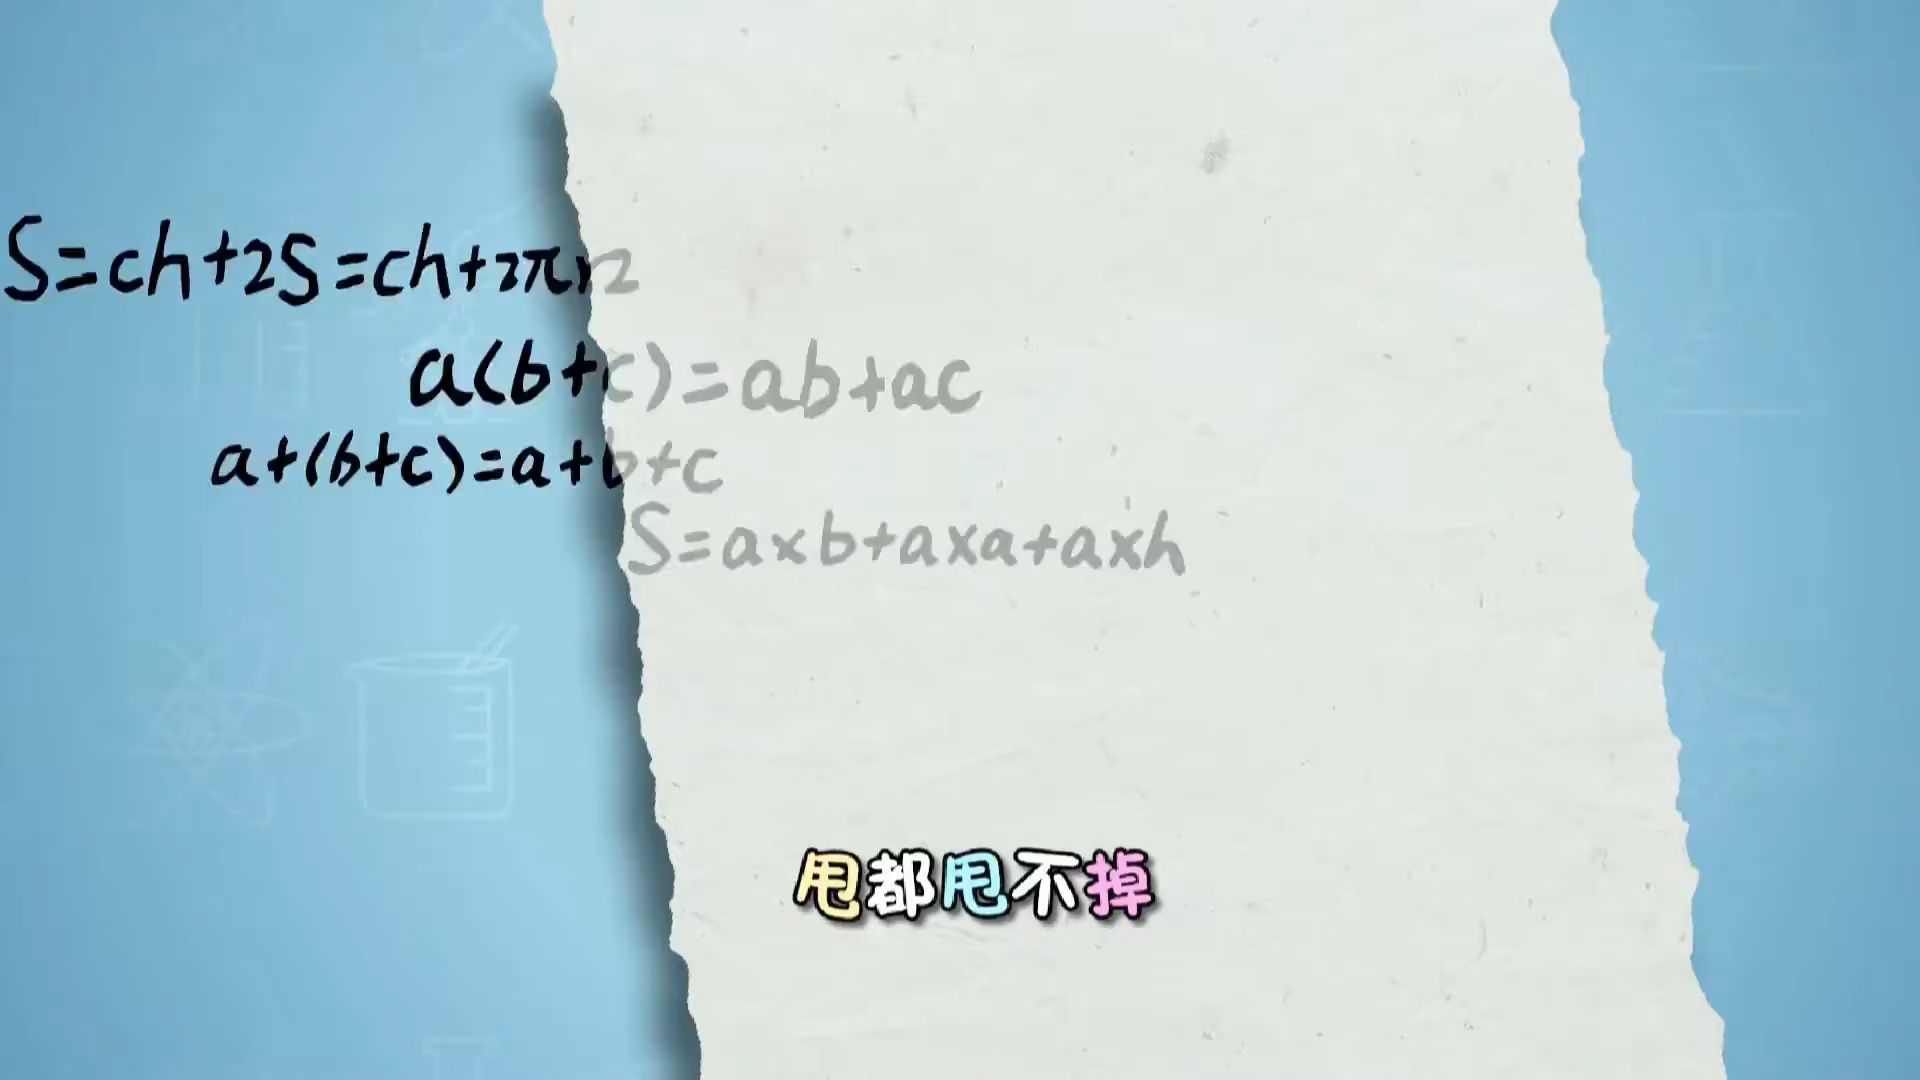 S=ch+2S=ch+2πr2
a(b+c)=ab+ac
a+(b+c)=a+b+c
S=a×b+a×a+a×h
甩都甩不掉